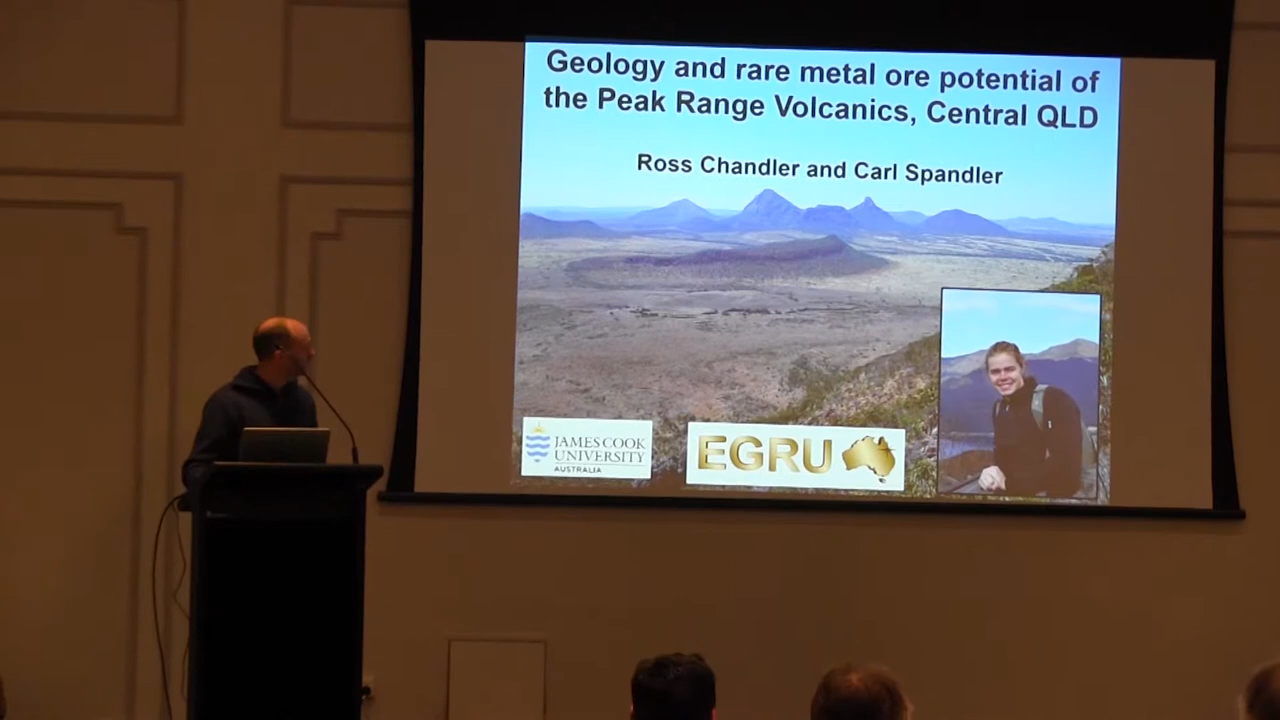 Geology and rare metal ore potential of
the Peak Range Volcanics, Central QLD
Ross Chandler and Carl Spandler
JAMES COOK
UNIVERSITY
AUSTRALIA
EGRU